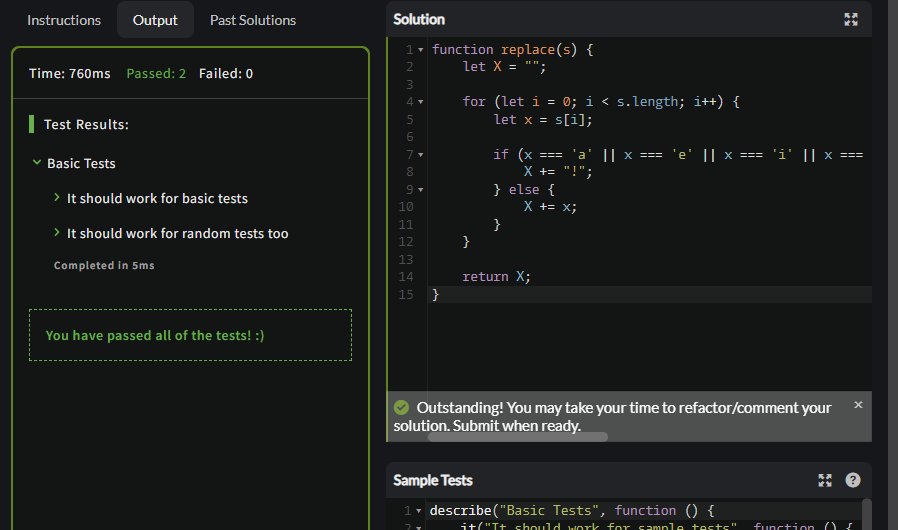 Instructions Output Past Solutions
Time: 760ms Passed: 2 Failed: 0
Test Results:
Basic Tests
It should work for basic tests
It should work for random tests too
Completed in 5ms
You have passed all of the tests! :)
Solution
1 function replace(s) {
2 let X = "";
3
4 for (let i = 0; i < s.length; i++) {
5 let x = s[i];
6
7 if (x === 'a' || x === 'e' || x === 'i' || x ===
8 X += "!";
9 } else {
10 X += x;
11 }
12 }
13
14 return X;
15 }
Outstanding! You may take your time to refactor/comment your
solution. Submit when ready.
Sample Tests
1 describe("Basic Tests", function () {
2 it("It should work for sample tests", function () {